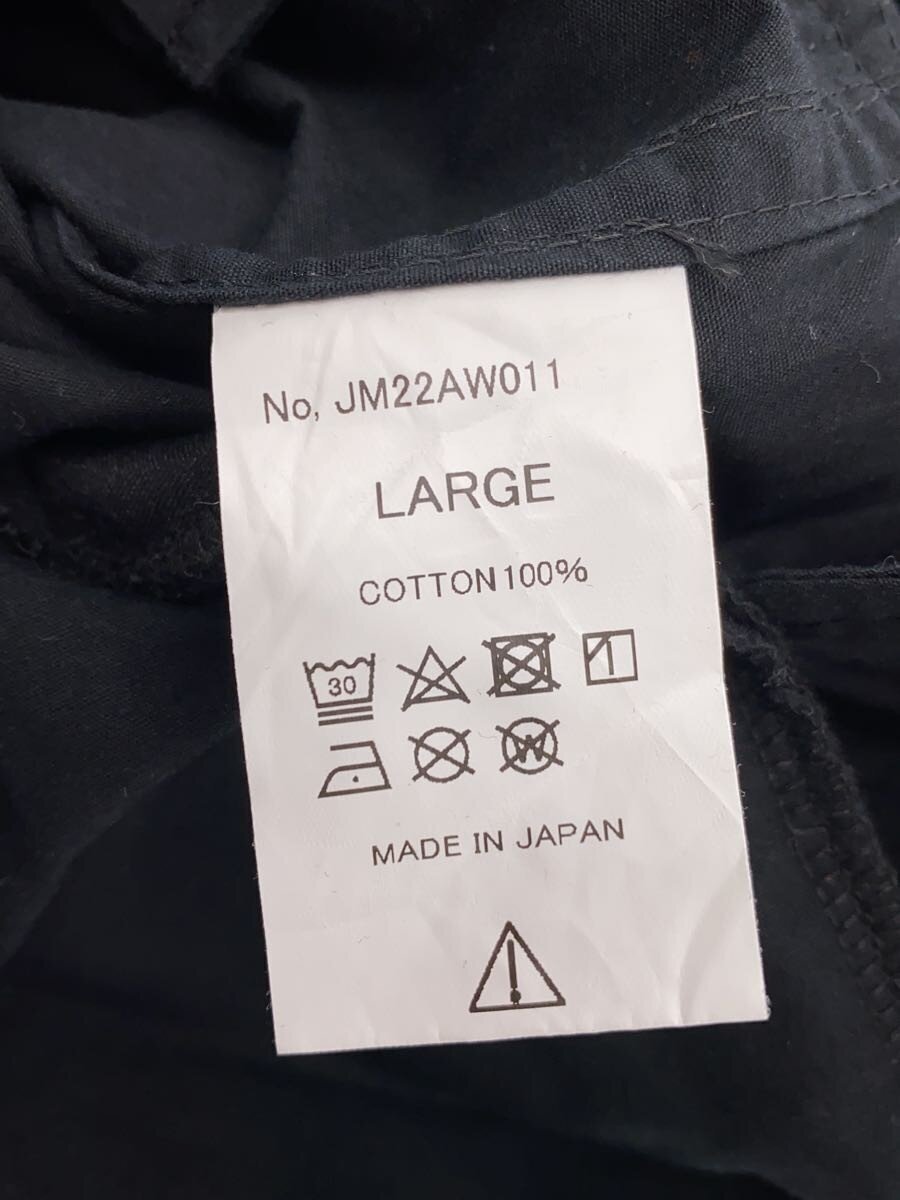 No, JM22AW011
LARGE
COTTON100%
30
W
MADE IN JAPAN